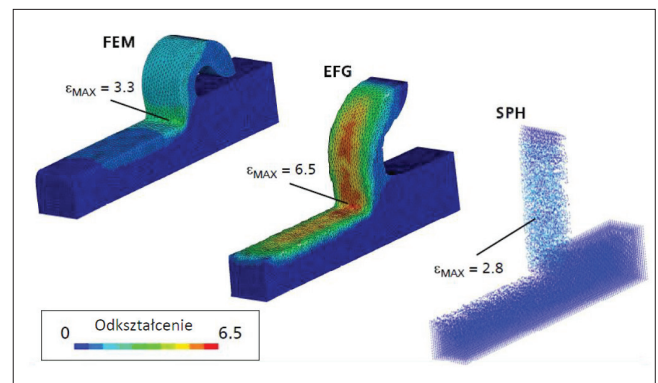 FEM
εMAX = 3.3
EFG
εMAX = 6.5
SPH
εMAX = 2.8
Odkształcenie
0 6.5